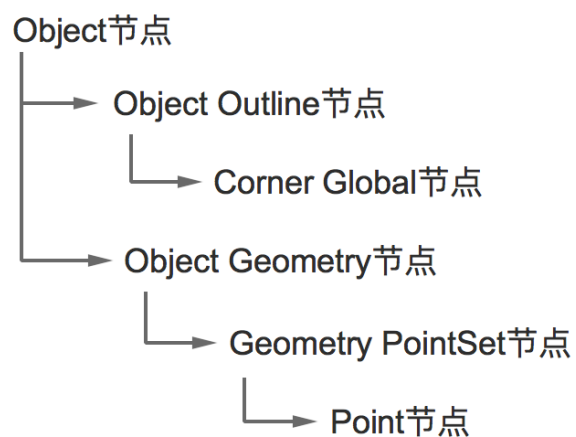 Object节点
Object Outline节点
Corner Global节点
Object Geometry节点
Geometry PointSet节点
Point节点